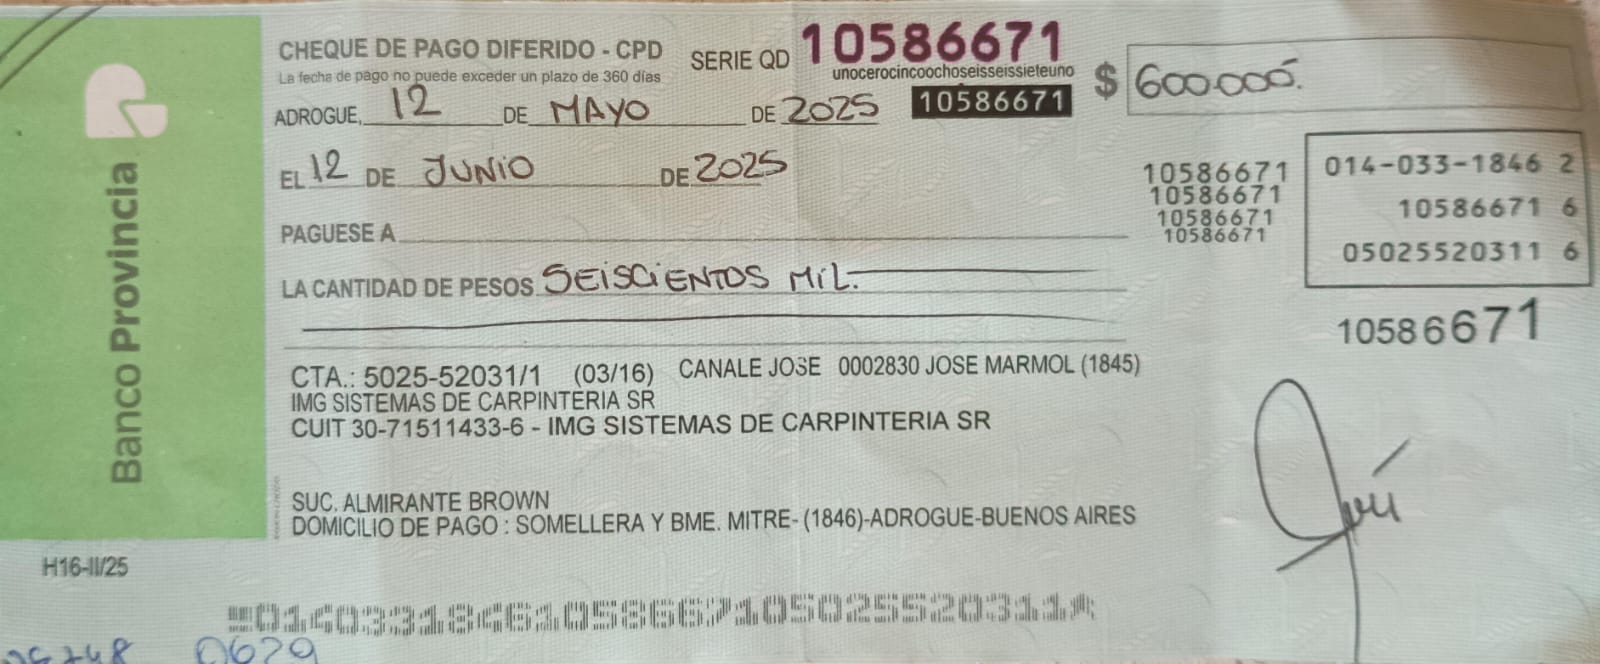 Banco Provincia
CHEQUE DE PAGO DIFERIDO - CPD SERIE QD 10586671
La fecha de pago no puede exceder un plazo de 360 días
unocerocincoochoseisseissieteuno
$ 600.000.
ADROGUE, 12 DE MAYO DE 2025 10586671
EL 12 DE JUNIO DE 2025
10586671
10586671
10586671
10586671
014-033-1846 2
10586671 6
05025520311 6
PAGUESE A
LA CANTIDAD DE PESOS SEISCIENTOS MIL.
10586671
CTA.: 5025-52031/1 (03/16) CANALE JOSE 0002830 JOSE MARMOL (1845)
IMG SISTEMAS DE CARPINTERIA SR
CUIT 30-71511433-6 - IMG SISTEMAS DE CARPINTERIA SR
SUC. ALMIRANTE BROWN
DOMICILIO DE PAGO : SOMELLERA Y BME. MITRE- (1846)-ADROGUE-BUENOS AIRES
H16-II/25
01403318461058667105025520311
0629